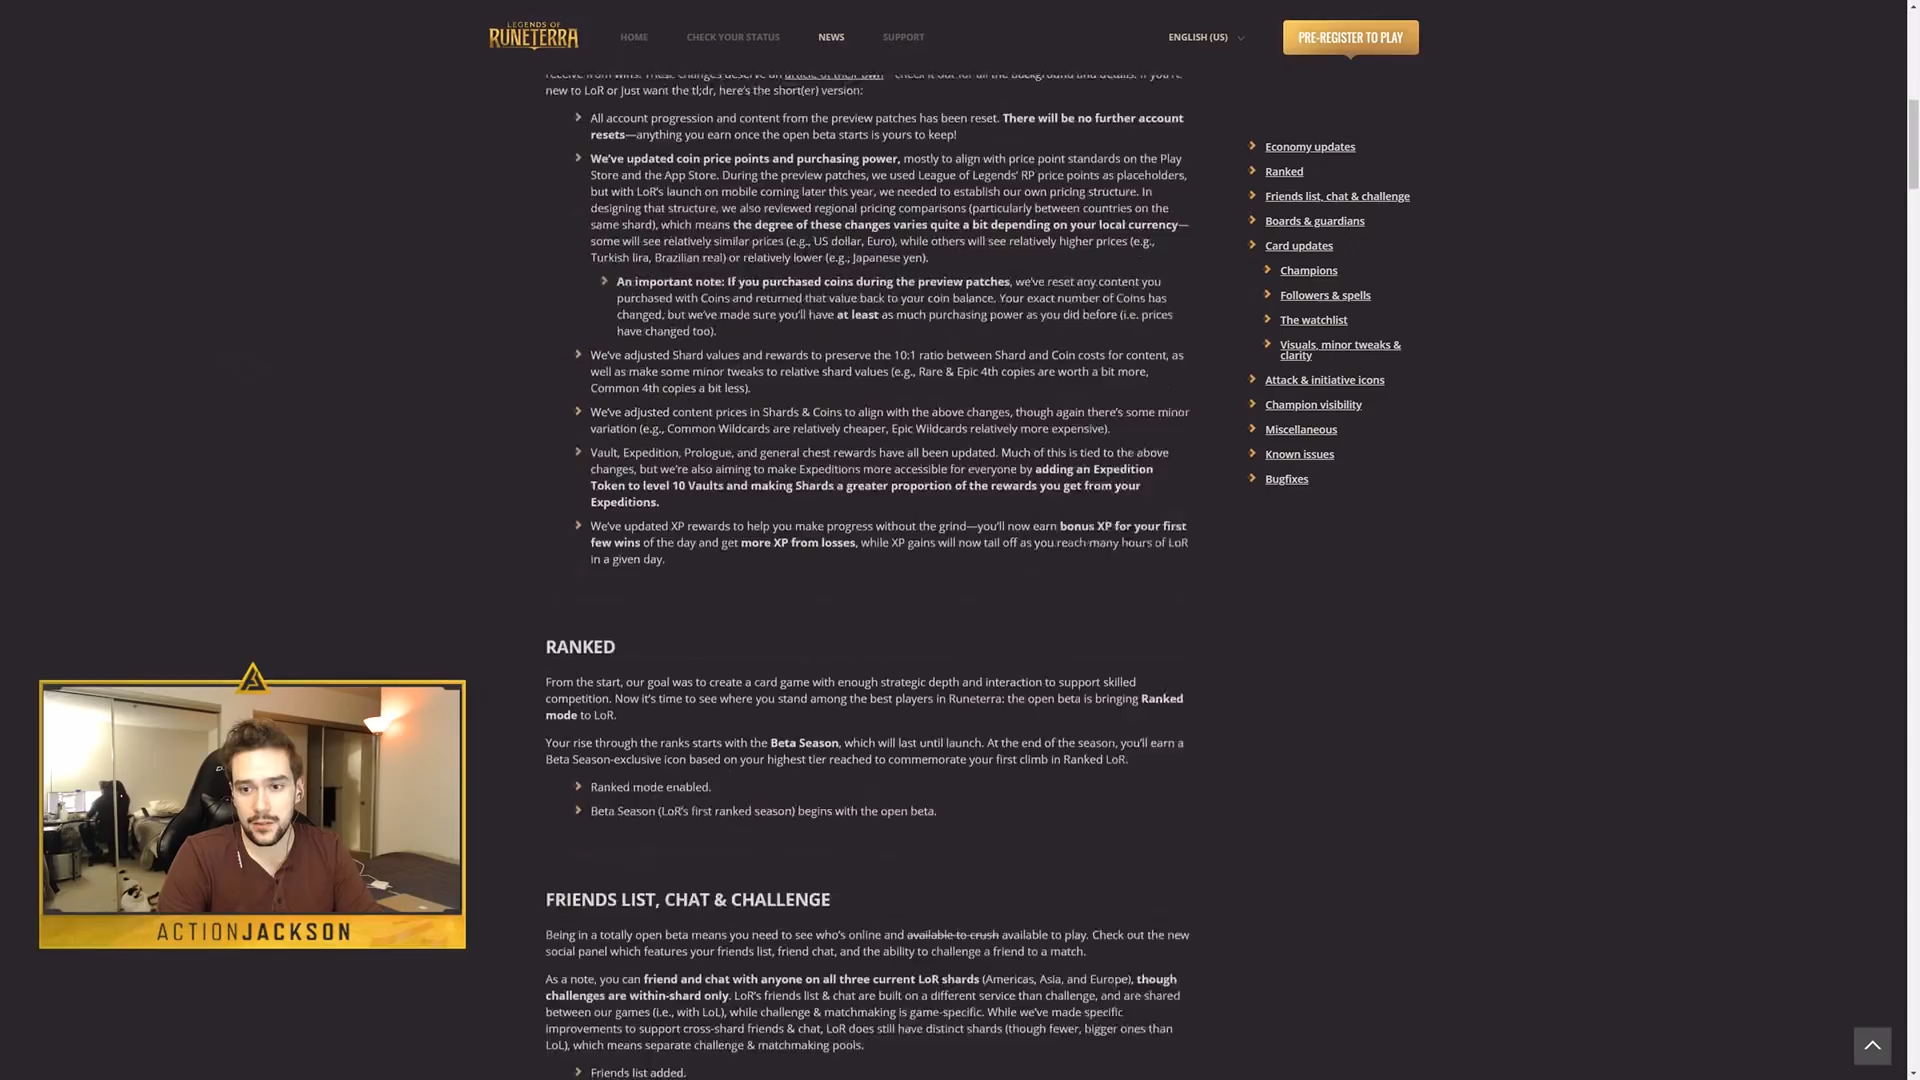 LEGENDS OF
RUNETERRA
HOME
CHECK YOUR STATUS
NEWS
SUPPORT
ENGLISH (US)
PRE-REGISTER TO PLAY
receive from wins. These changes deserve an article of their own—check it out for all the background and details. If you're
new to LoR or just want the tl;dr, here's the short(er) version:
All account progression and content from the preview patches has been reset. There will be no further account
resets—anything you earn once the open beta starts is yours to keep!
We've updated coin price points and purchasing power, mostly to align with price point standards on the Play
Store and the App Store. During the preview patches, we used League of Legends' RP price points as placeholders,
but with LoR's launch on mobile coming later this year, we needed to establish our own pricing structure. In
designing that structure, we also reviewed regional pricing comparisons (particularly between countries on the
same shard), which means the degree of these changes varies quite a bit depending on your local currency—
some will see relatively similar prices (e.g., US dollar, Euro), while others will see relatively higher prices (e.g.,
Turkish lira, Brazilian real) or relatively lower (e.g., Japanese yen).
An important note: If you purchased coins during the preview patches, we've reset any content you
purchased with Coins and returned that value back to your coin balance. Your exact number of Coins has
changed, but we've made sure you'll have at least as much purchasing power as you did before (i.e. prices
have changed too).
We've adjusted Shard values and rewards to preserve the 10:1 ratio between Shard and Coin costs for content, as
well as make some minor tweaks to relative shard values (e.g., Rare & Epic 4th copies are worth a bit more,
Common 4th copies a bit less).
We've adjusted content prices in Shards & Coins to align with the above changes, though again there's some minor
variation (e.g., Common Wildcards are relatively cheaper, Epic Wildcards relatively more expensive).
Vault, Expedition, Prologue, and general chest rewards have all been updated. Much of this is tied to the above
changes, but we're also aiming to make Expeditions more accessible for everyone by adding an Expedition
Token to level 10 Vaults and making Shards a greater proportion of the rewards you get from your
Expeditions.
We've updated XP rewards to help you make progress without the grind—you'll now earn bonus XP for your first
few wins of the day and get more XP from losses, while XP gains will now tail off as you reach many hours of LoR
in a given day.
RANKED
From the start, our goal was to create a card game with enough strategic depth and interaction to support skilled
competition. Now it's time to see where you stand among the best players in Runeterra: the open beta is bringing Ranked
mode to LoR.
Your rise through the ranks starts with the Beta Season, which will last until launch. At the end of the season, you'll earn a
Beta Season-exclusive icon based on your highest tier reached to commemorate your first climb in Ranked LoR.
Ranked mode enabled.
Beta Season (LoR's first ranked season) begins with the open beta.
FRIENDS LIST, CHAT & CHALLENGE
Being in a totally open beta means you need to see who's online and available to crush available to play. Check out the new
social panel which features your friends list, friend chat, and the ability to challenge a friend to a match.
As a note, you can friend and chat with anyone on all three current LoR shards (Americas, Asia, and Europe), though
challenges are within-shard only. LoR's friends list & chat are built on a different service than challenge, and are shared
between our games (i.e., with LoL), while challenge & matchmaking is game-specific. While we've made specific
improvements to support cross-shard friends & chat, LoR does still have distinct shards (though fewer, bigger ones than
LoL), which means separate challenge & matchmaking pools.
Friends list added.
Economy updates
Ranked
Friends list, chat & challenge
Boards & guardians
Card updates
Champions
Followers & spells
The watchlist
Visuals, minor tweaks &
clarity
Attack & initiative icons
Champion visibility
Miscellaneous
Known issues
Bugfixes
ACTIONJACKSON